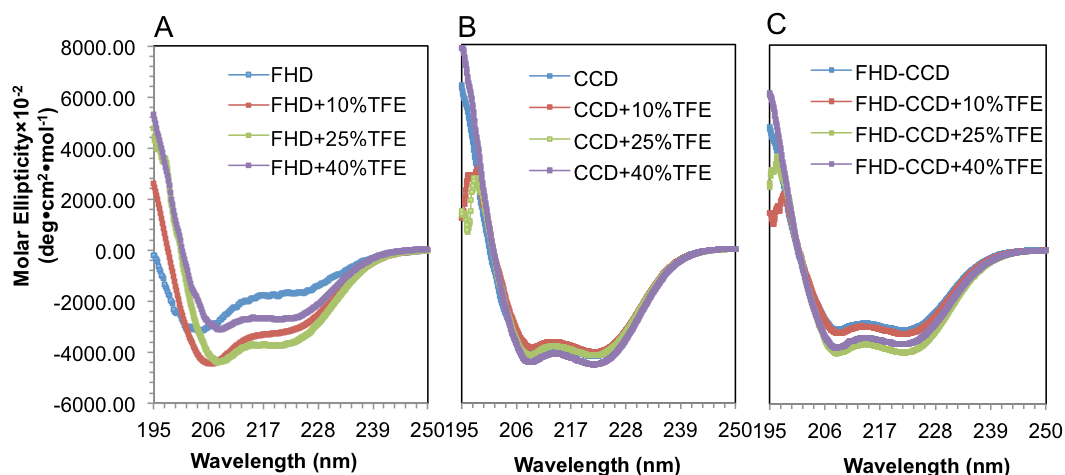 A
B
C
Molar Ellipticity×10-2
(deg•cm2•mol-1)
8000.00
6000.00
4000.00
2000.00
0.00
-2000.00
-4000.00
-6000.00
FHD
FHD+10%TFE
FHD+25%TFE
FHD+40%TFE
CCD
CCD+10%TFE
CCD+25%TFE
CCD+40%TFE
FHD-CCD
FHD-CCD+10%TFE
FHD-CCD+25%TFE
FHD-CCD+40%TFE
195 206 217 228 239 250
195 206 217 228 239 250
195 206 217 228 239 250
Wavelength (nm)
Wavelength (nm)
Wavelength (nm)